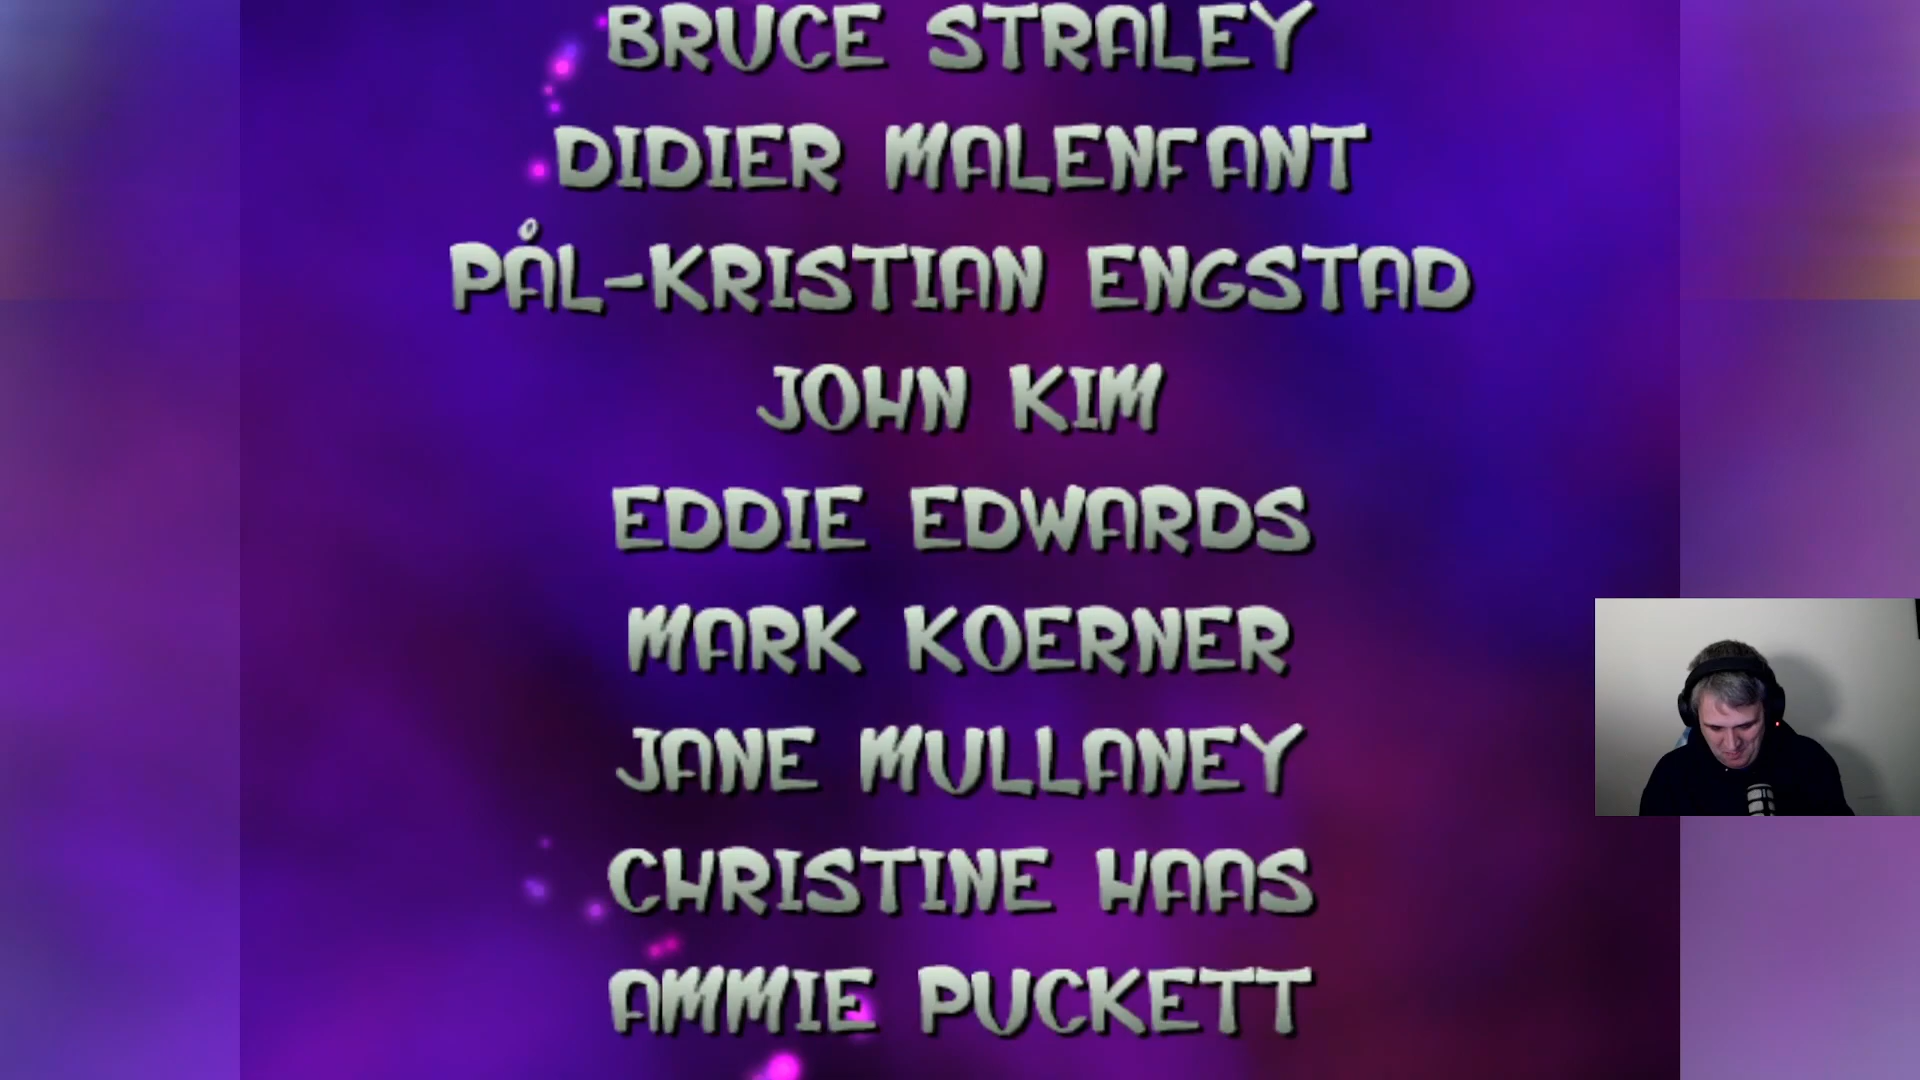 BRUCE STRALEY
DIDIER MALENFANT
PÅL-KRISTIAN ENGSTAD
JOHN KIM
EDDIE EDWARDS
MARK KOERNER
JANE MULLANEY
CHRISTINE HAAS
AMMIE PUCKETT